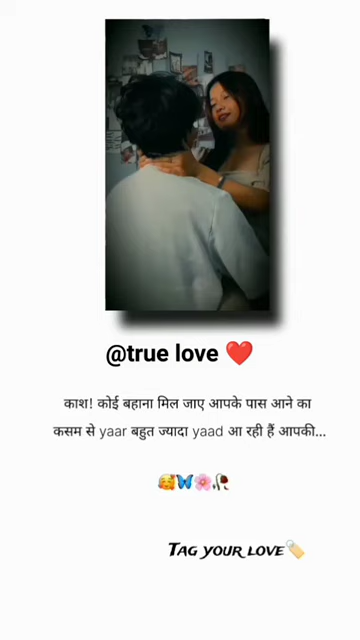 @true love ❤️
काश! कोई बहाना मिल जाए आपके पास आने का
कसम से yaar बहुत ज्यादा yaad आ रही हैं आपकी...
🥰🦋🌸🥀
Tag your love🏷️